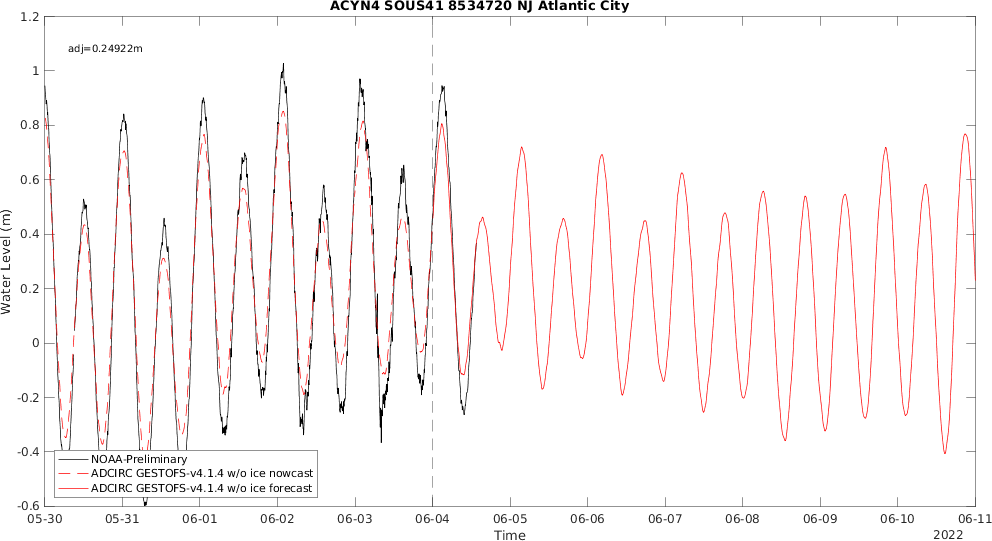 ACYN4 SOUS41 8534720 NJ Atlantic City
adj=0.24922m
Water Level (m)
1.2
1
0.8
0.6
0.4
0.2
0
-0.2
-0.4
-0.6
NOAA-Preliminary
ADCIRC GESTOFS-v4.1.4 w/o ice nowcast
ADCIRC GESTOFS-v4.1.4 w/o ice forecast
05-30 05-31 06-01 06-02 06-03 06-04 06-05 06-06 06-07 06-08 06-09 06-10 06-11
Time
2022